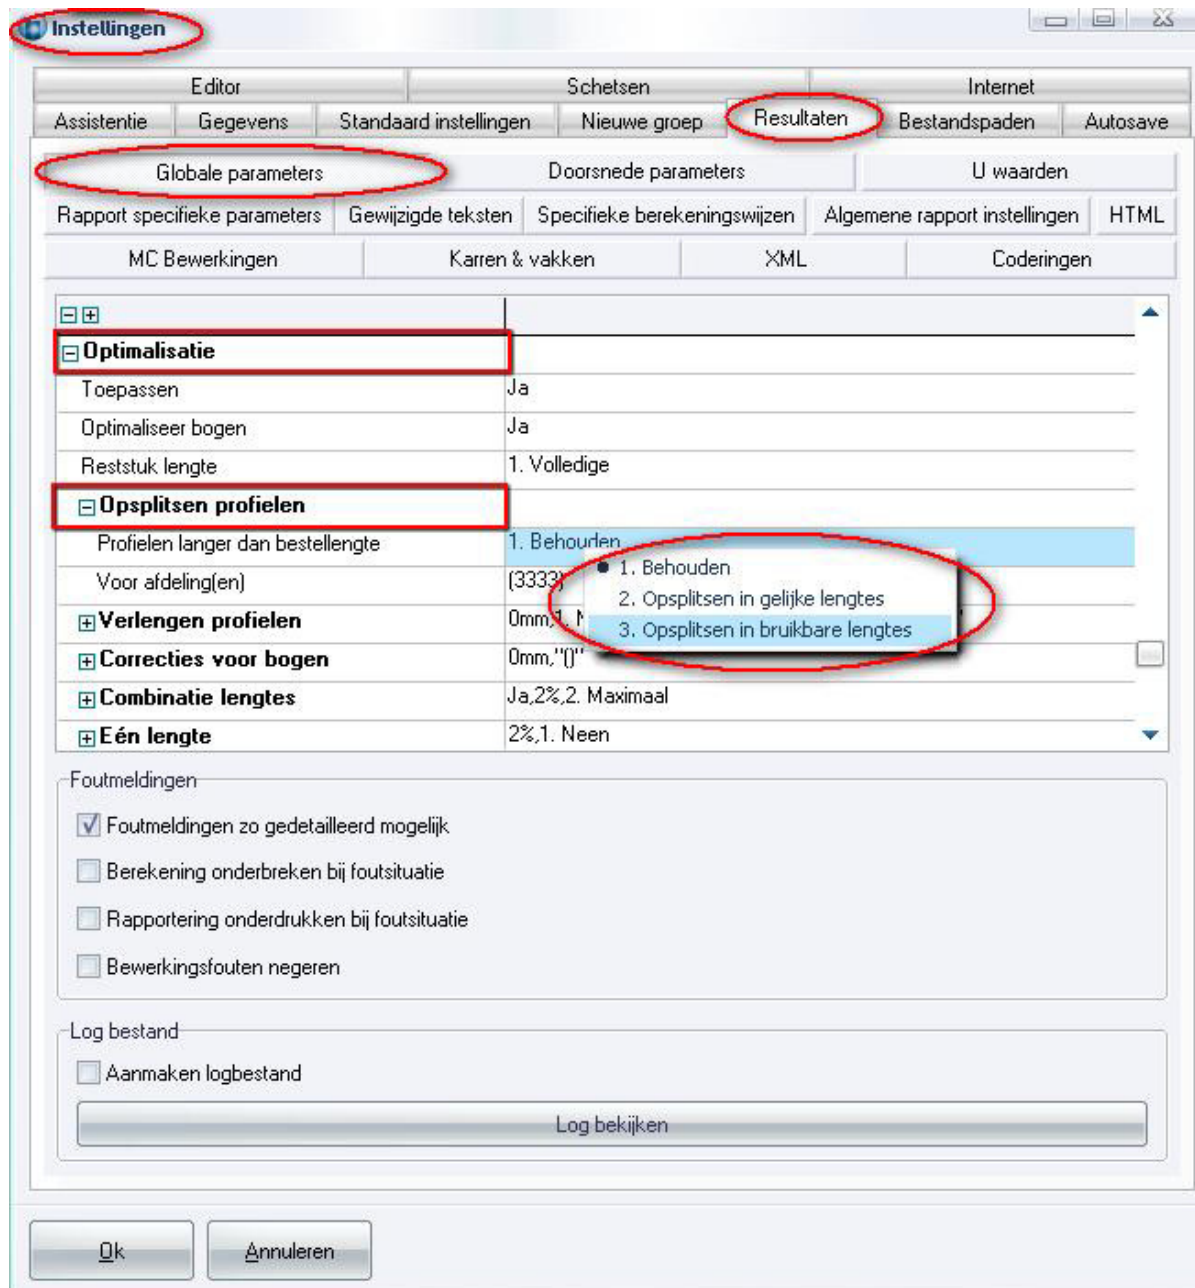 Instellingen
Editor Schetsen Internet
Assistentie Gegevens Standaard instellingen Nieuwe groep Resultaten Bestandspaden Autosave
Globale parameters Doorsnede parameters U waarden
Rapport specifieke parameters Gewijzigde teksten Specifieke berekeningswijzen Algemene rapport instellingen HTML
MC Bewerkingen Karren & vakken XML Coderingen
Optimalisatie
Toepassen Ja
Optimaliseer bogen Ja
Reststuk lengte 1. Volledige
Opsplitsen profielen
Profielen langer dan bestellengte 1. Behouden
1. Behouden
Voor afdeling(en) (3333)
2. Opsplitsen in gelijke lengtes
Verlengen profielen 0mm,1. N
3. Opsplitsen in bruikbare lengtes
Correcties voor bogen 0mm,"()"
Combinatie lengtes Ja,2%,2. Maximaal
Eén lengte 2%,1. Neen
Foutmeldingen
Foutmeldingen zo gedetailleerd mogelijk
Berekening onderbreken bij foutsituatie
Rapportering onderdrukken bij foutsituatie
Bewerkingsfouten negeren
Log bestand
Aanmaken logbestand
Log bekijken
Ok Annuleren